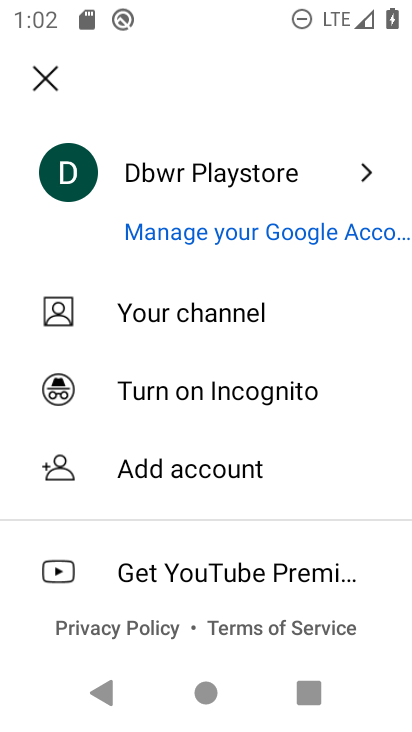 1:02
LTE
D
Dbwr Playstore
Manage your Google Acco...
Your channel
Turn on Incognito
Add account
Get YouTube Premi...
Privacy Policy • Terms of Service